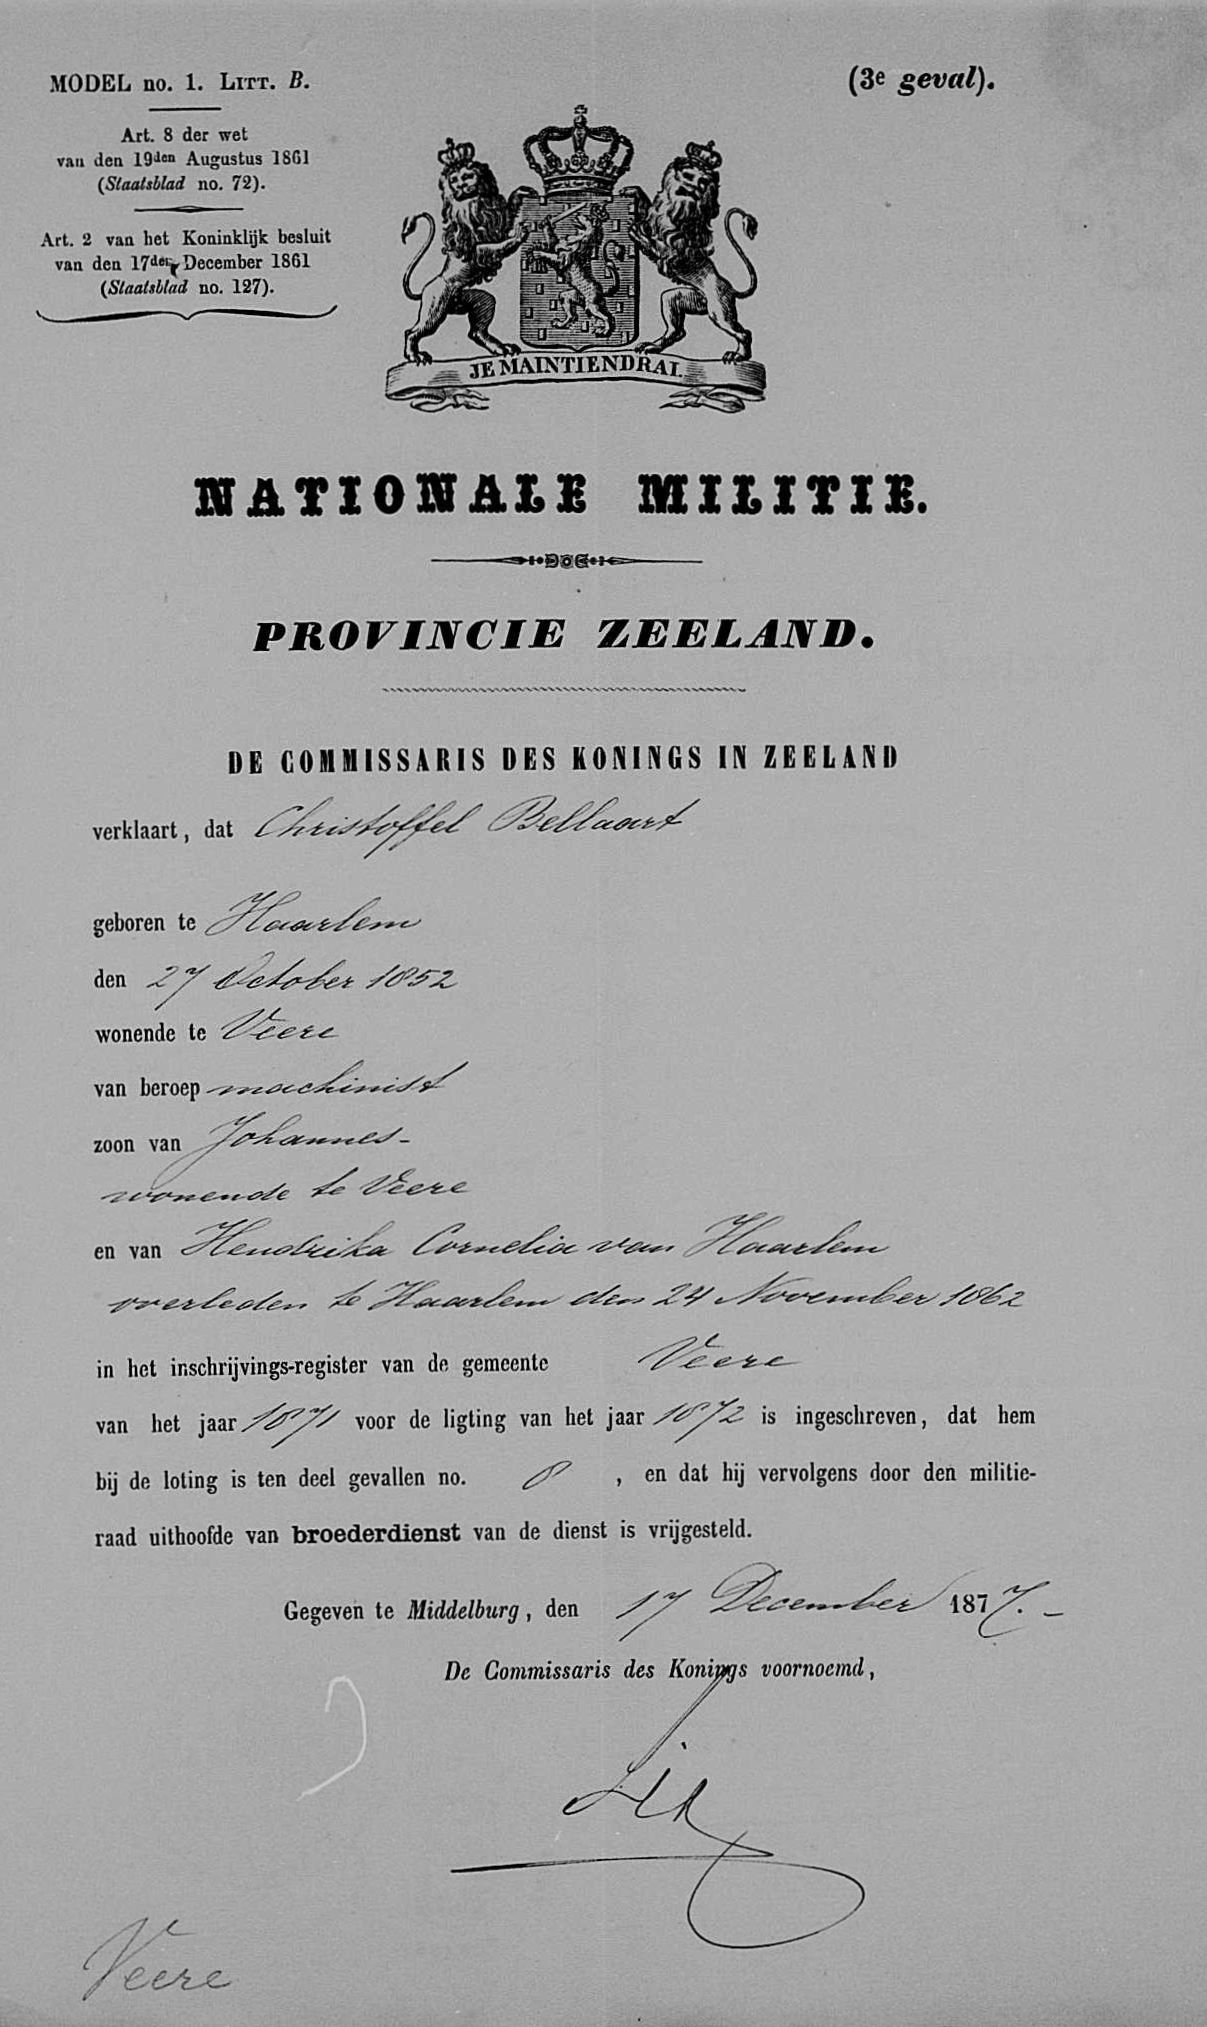 MODEL no. 1. LITT. B.
(3e geval).
Art. 8 der wet
van den 19den Augustus 1861
(Staatsblad no. 72).
Art. 2 van het Koninklijk besluit
van den 17den December 1861
(Staatsblad no. 127).
JE MAINTIENDRAI.
NATIONALE MILITIE.
PROVINCIE ZEELAND.
DE COMMISSARIS DES KONINGS IN ZEELAND
verklaart, dat Christoffel Bellaart
geboren te Haarlem
den 27 October 1852
wonende te Veere
van beroep machinist
zoon van Johannes -
wonende te Veere
en van Hendrika Cornelia van Haarlem
overleden te Haarlem den 24 November 1862
in het inschrijvings-register van de gemeente Veere
van het jaar 1871 voor de ligting van het jaar 1872 is ingeschreven, dat hem
bij de loting is ten deel gevallen no. 8, en dat hij vervolgens door den militie-
raad uithoofde van broederdienst van de dienst is vrijgesteld.
Gegeven te Middelburg, den 17 December 1877. -
De Commissaris des Konings voornoemd,
Veere